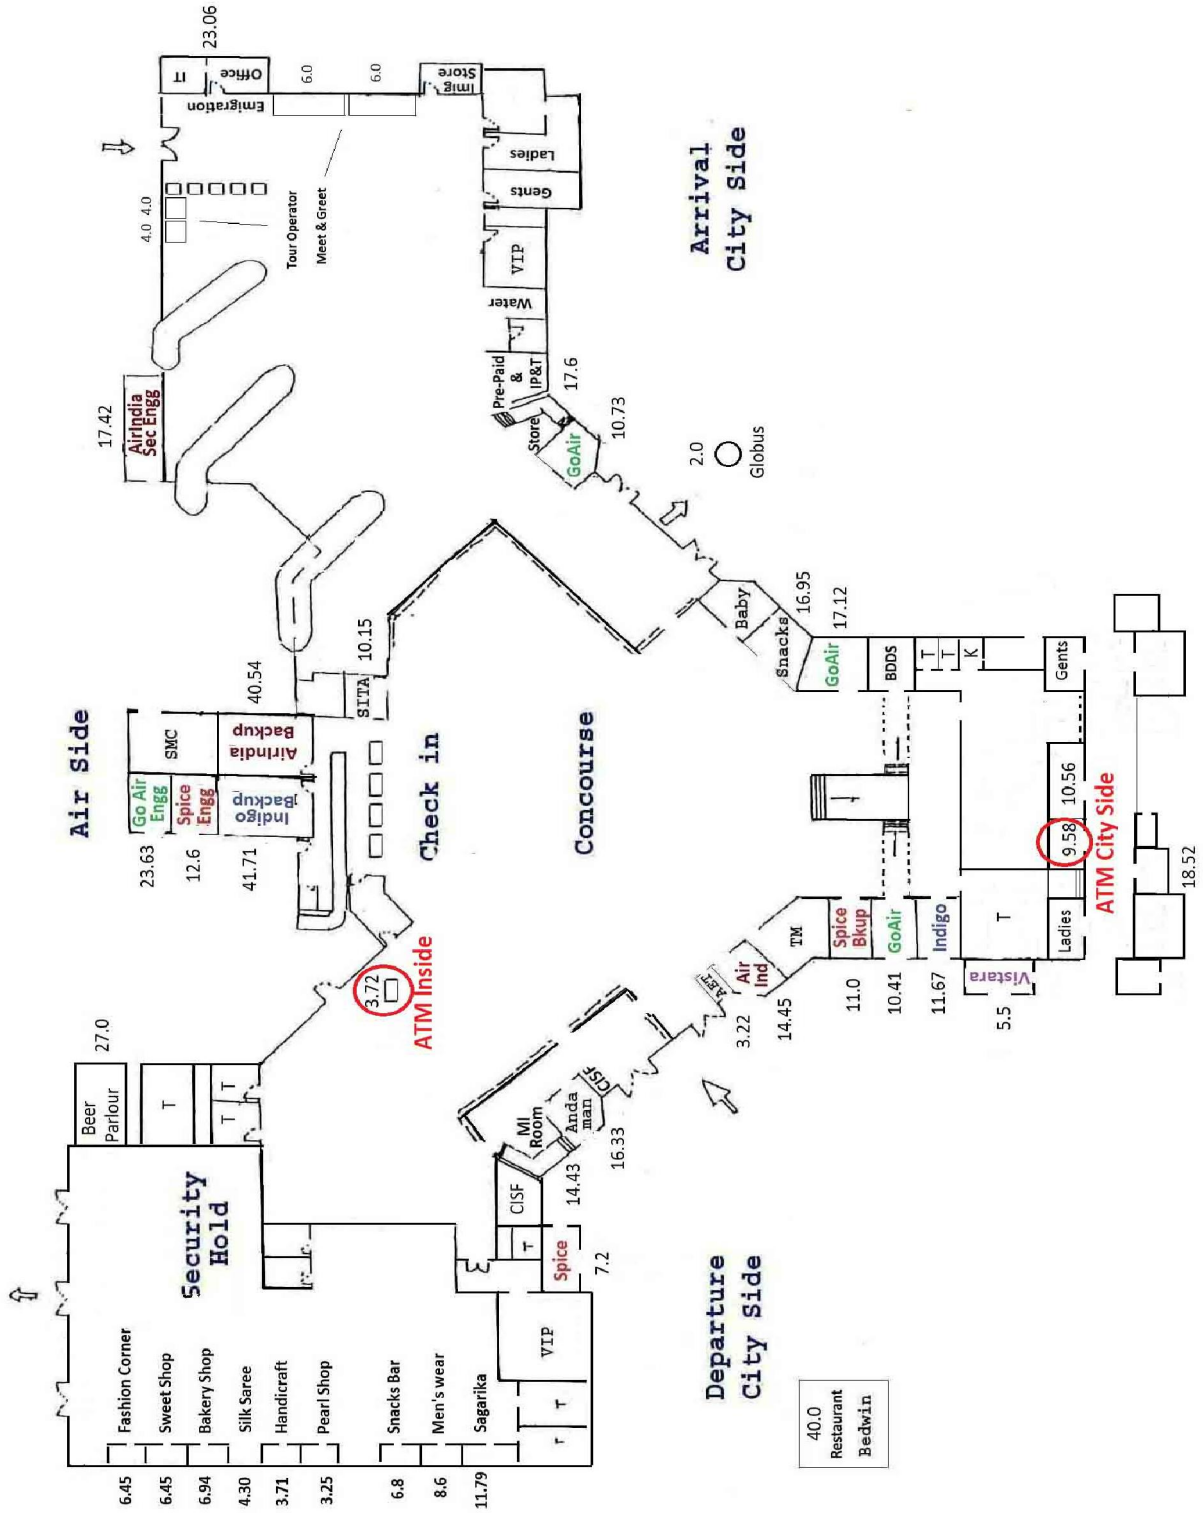 23.06
IT
Office
Emigration
6.0
6.0
Imig
Store
4.0 4.0
Tour Operator
Meet & Greet
Ladies
Gents
VIP
Water
Pre-Paid
&
IP&T
17.6
Store
GoAir
10.73
2.0
Globus
Arrival
City Side
17.42
AirIndia
Sec Engg
Air Side
SMC
AirIndia
Backup
40.54
SITA
10.15
Go Air
Engg
Spice
Engg
Indigo
Backup
23.63
12.6
41.71
Check in
Concourse
Baby
Snacks
16.95
GoAir
17.12
BDDS
T
T
K
Gents
10.56
9.58
ATM City Side
18.52
3.72
ATM Inside
AET
Air
Ind
TM
Spice
Bkup
GoAir
Indigo
T
Ladies
Vistara
3.22
14.45
11.0
10.41
11.67
5.5
27.0
Beer
Parlour
T
T
T
Security
Hold
MI
Room
Anda
man
CISF
16.33
14.43
CISF
T
Spice
7.2
VIP
T
T
Departure
City Side
Fashion Corner
Sweet Shop
Bakery Shop
Silk Saree
Handicraft
Pearl Shop
Snacks Bar
Men's wear
Sagarika
6.45
6.45
6.94
4.30
3.71
3.25
6.8
8.6
11.79
40.0
Restaurant
Bedwin